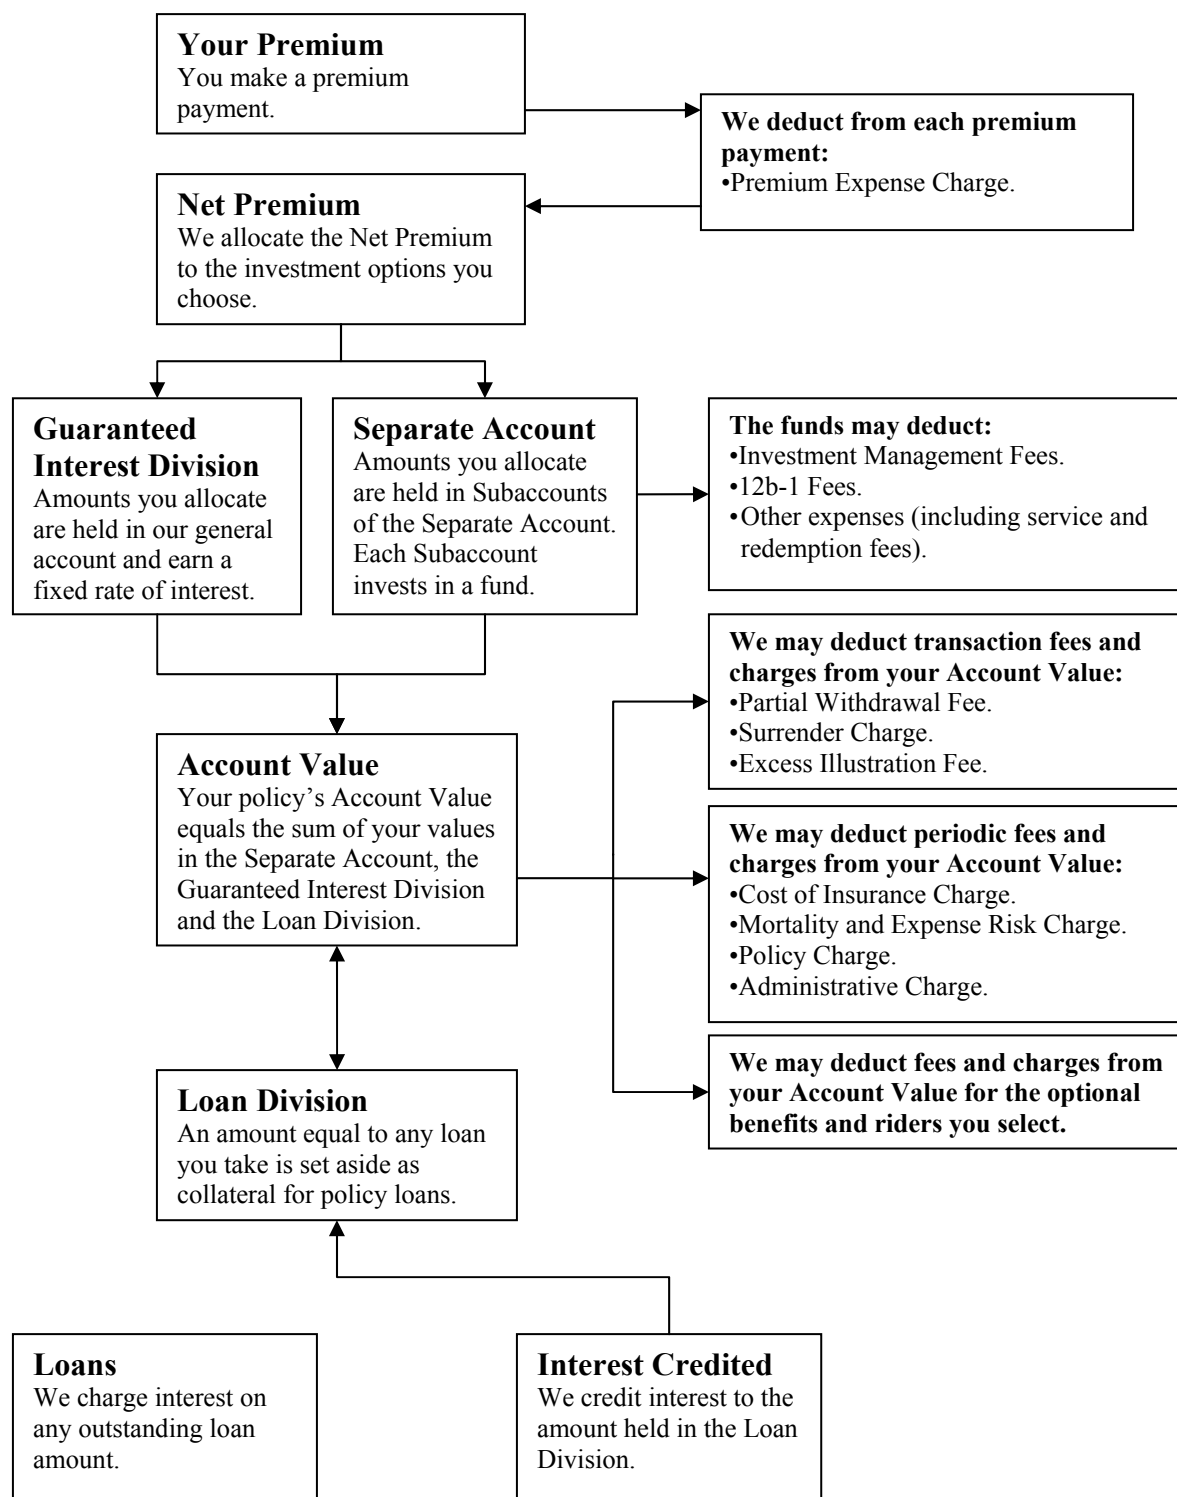 Your Premium
You make a premium
payment.
We deduct from each premium
payment:
•Premium Expense Charge.
Net Premium
We allocate the Net Premium
to the investment options you
choose.
Guaranteed
Interest Division
Amounts you allocate
are held in our general
account and earn a
fixed rate of interest.
Separate Account
Amounts you allocate
are held in Subaccounts
of the Separate Account.
Each Subaccount
invests in a fund.
The funds may deduct:
•Investment Management Fees.
•12b-1 Fees.
•Other expenses (including service and
redemption fees).
We may deduct transaction fees and
charges from your Account Value:
•Partial Withdrawal Fee.
•Surrender Charge.
•Excess Illustration Fee.
Account Value
Your policy’s Account Value
equals the sum of your values
in the Separate Account, the
Guaranteed Interest Division
and the Loan Division.
We may deduct periodic fees and
charges from your Account Value:
•Cost of Insurance Charge.
•Mortality and Expense Risk Charge.
•Policy Charge.
•Administrative Charge.
We may deduct fees and charges from
your Account Value for the optional
benefits and riders you select.
Loan Division
An amount equal to any loan
you take is set aside as
collateral for policy loans.
Loans
We charge interest on
any outstanding loan
amount.
Interest Credited
We credit interest to the
amount held in the Loan
Division.